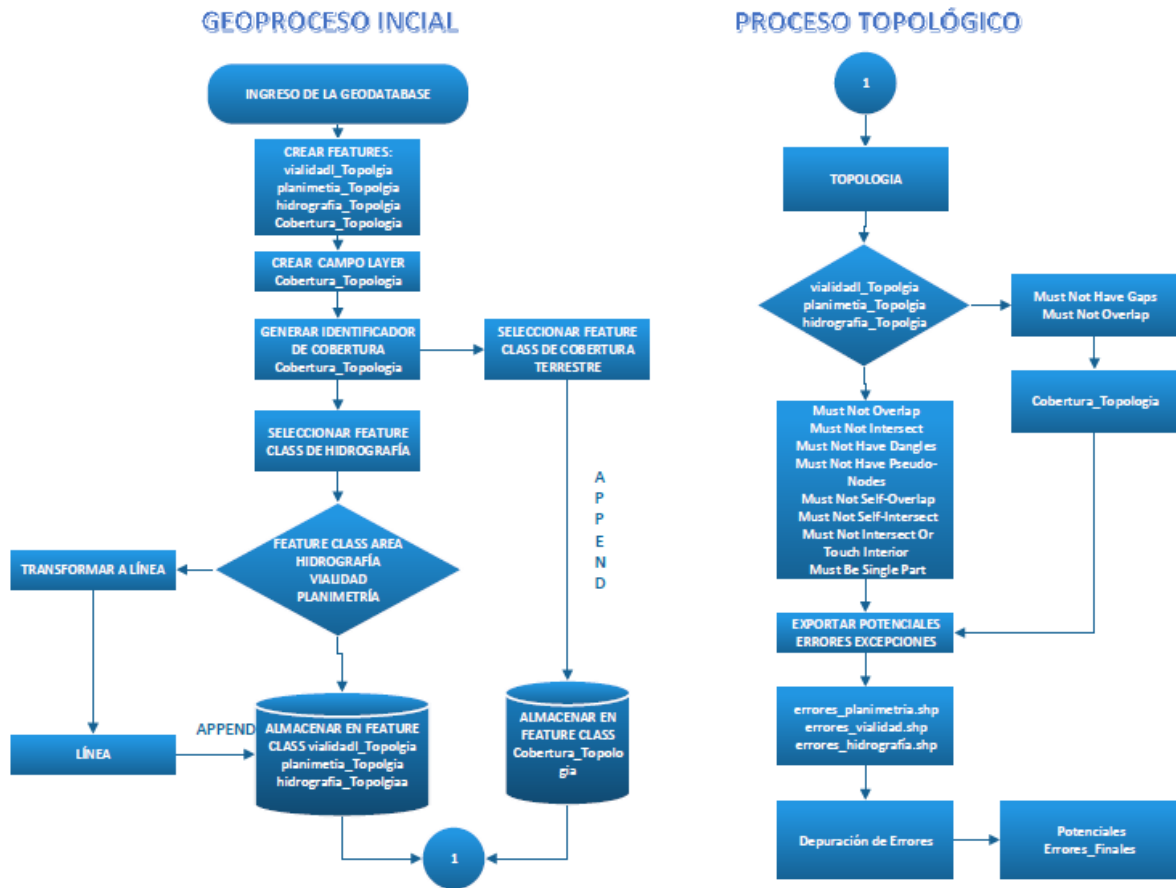 GEOPROCESO INCIAL
INGRESO DE LA GEODATABASE
CREAR FEATURES:
vialidadl_Topolgia
planimetia_Topolgia
hidrografia_Topolgia
Cobertura_Topologia
CREAR CAMPO LAYER
Cobertura_Topologia
GENERAR IDENTIFICADOR
DE COBERTURA
Cobertura_Topologia
SELECCIONAR FEATURE
CLASS DE COBERTURA
TERRESTRE
SELECCIONAR FEATURE
CLASS DE HIDROGRAFÍA
A
P
P
E
N
D
FEATURE CLASS AREA
HIDROGRAFÍA
VIALIDAD
PLANIMETRÍA
TRANSFORMAR A LÍNEA
LÍNEA
APPEND
ALMACENAR EN FEATURE
CLASS vialidadl_Topolgia
planimetia_Topolgia
hidrografia_Topolgiaa
ALMACENAR EN
FEATURE CLASS
Cobertura_Topolo
gia
1
PROCESO TOPOLÓGICO
1
TOPOLOGIA
vialidadl_Topolgia
planimetia_Topolgia
hidrografia_Topolgia
Must Not Have Gaps
Must Not Overlap
Cobertura_Topologia
Must Not Overlap
Must Not Intersect
Must Not Have Dangles
Must Not Have Pseudo-
Nodes
Must Not Self-Overlap
Must Not Self-Intersect
Must Not Intersect Or
Touch Interior
Must Be Single Part
EXPORTAR POTENCIALES
ERRORES EXCEPCIONES
errores_planimetria.shp
errores_vialidad.shp
errores_hidrografía.shp
Depuración de Errores
Potenciales
Errores_Finales